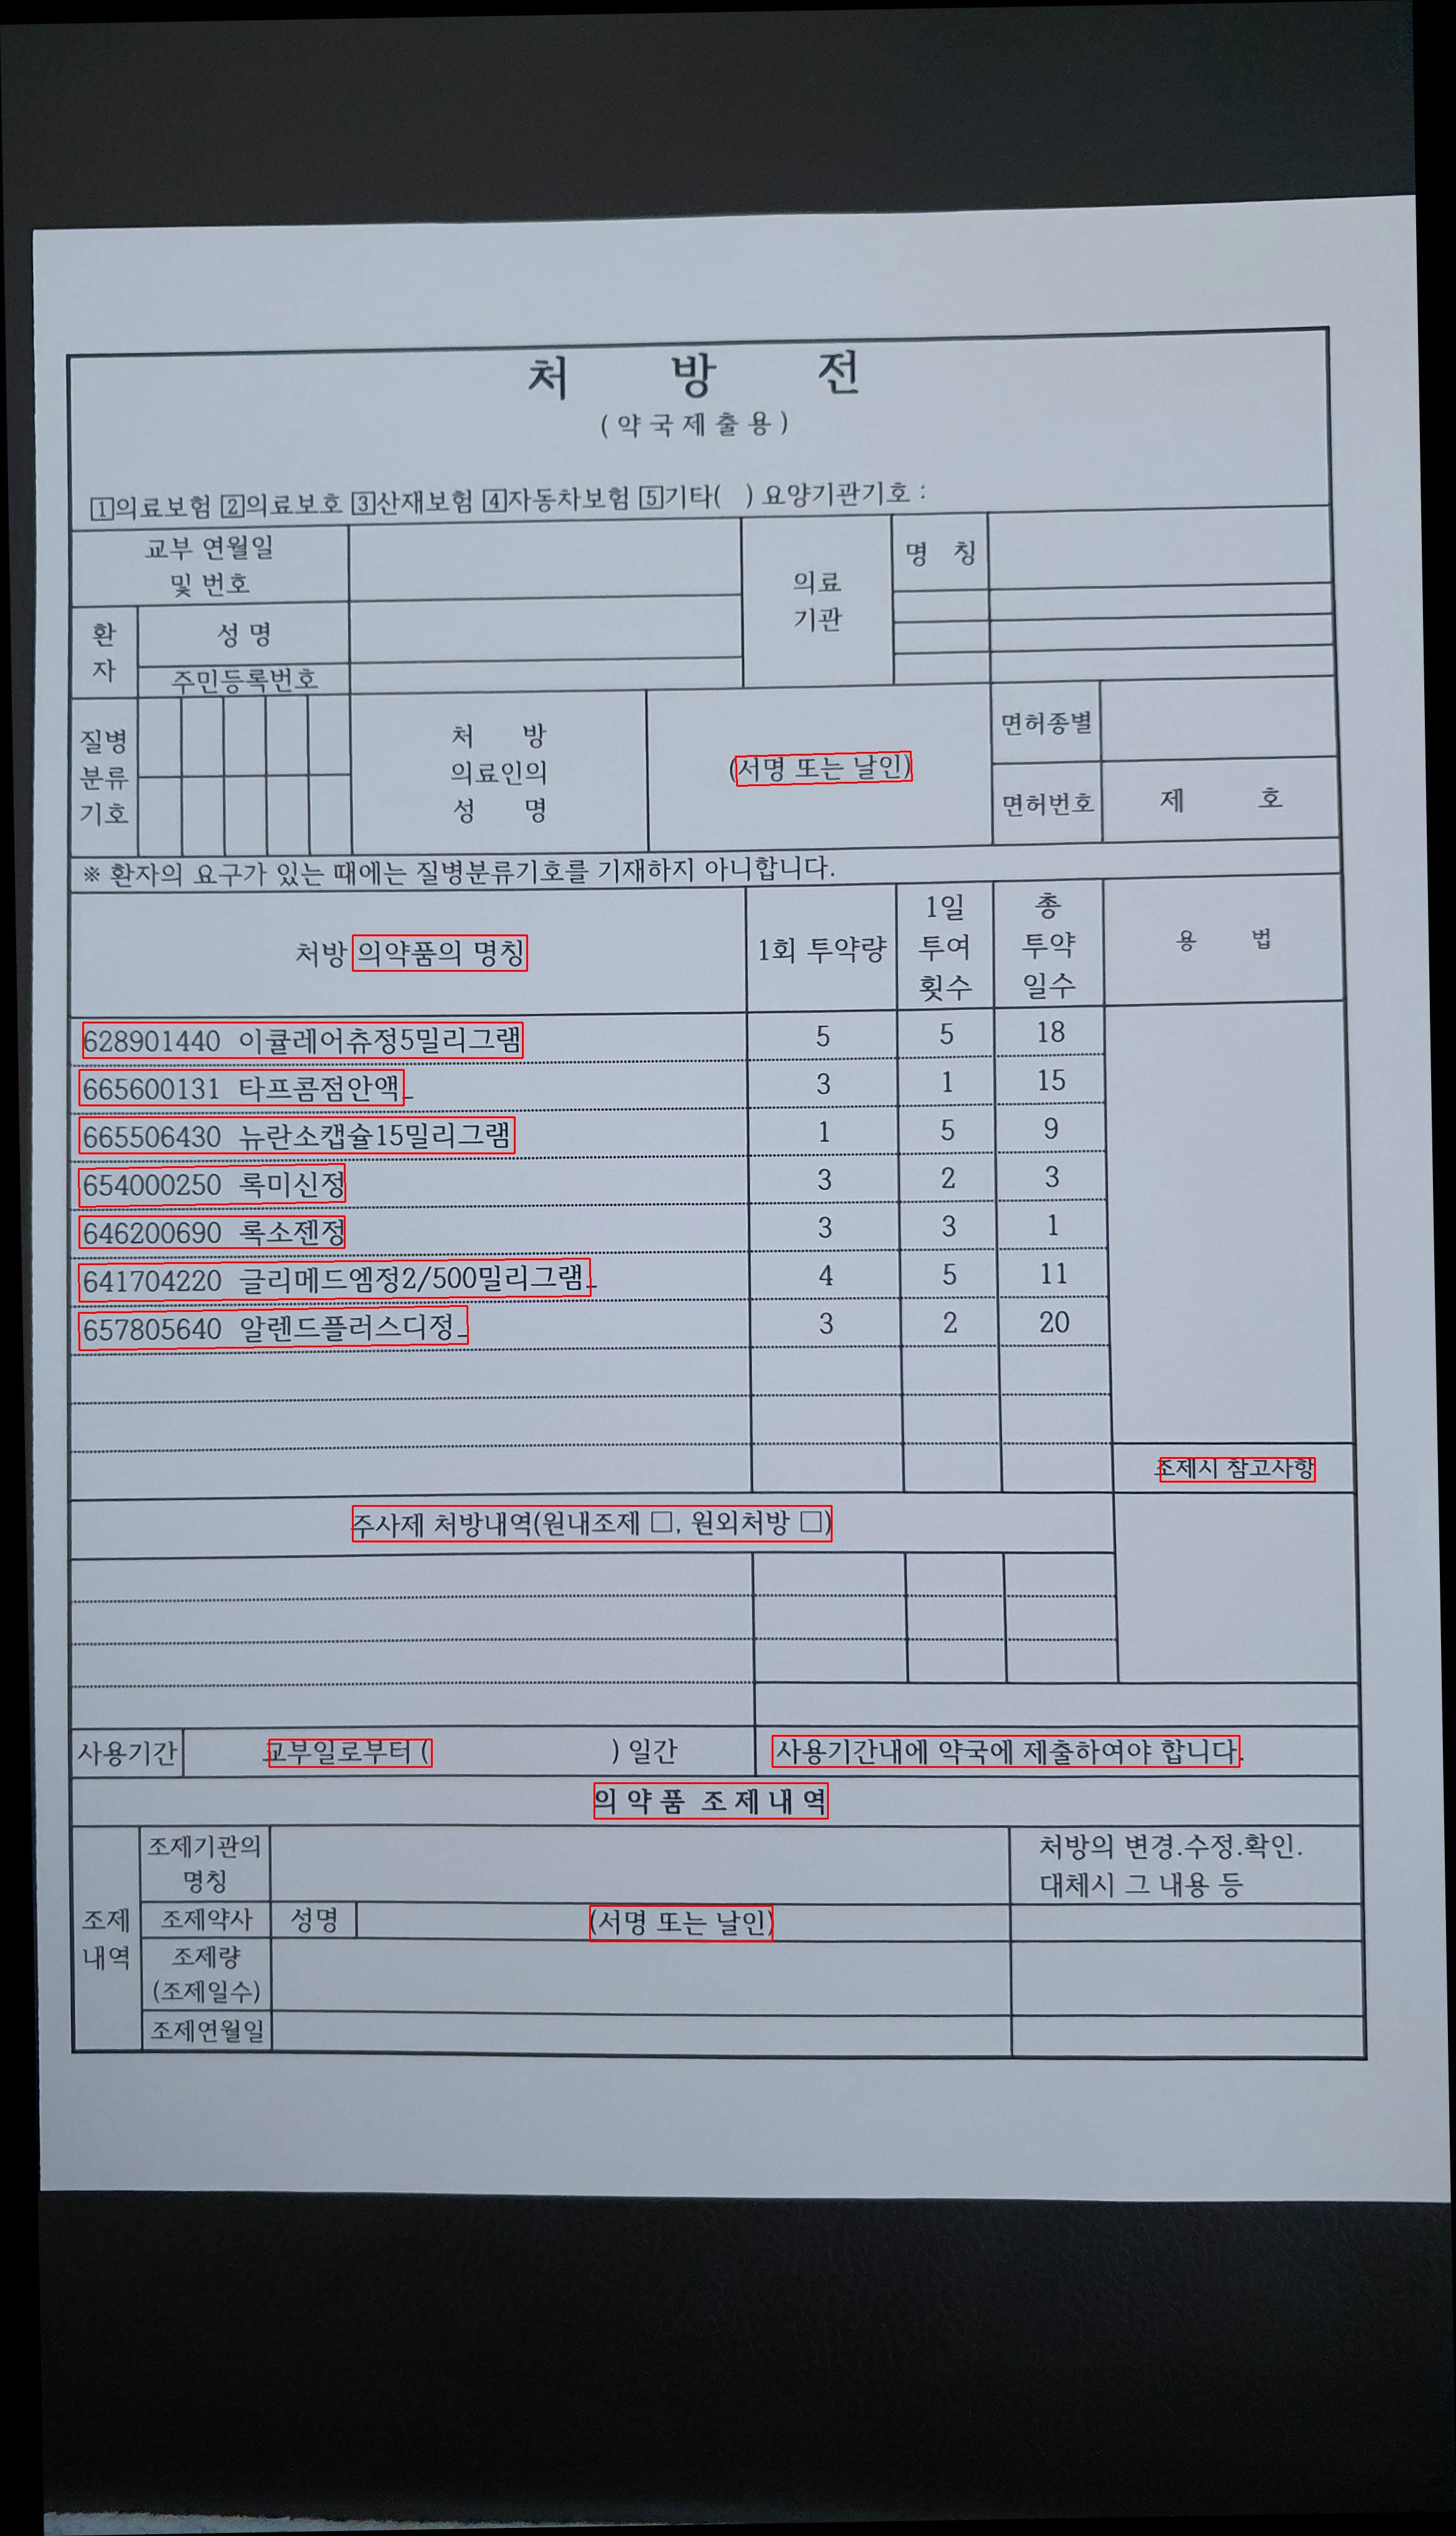 처 방 전
(약국제출용)
1의료보험 2의료보호 3산재보험 4자동차보험 5기타( ) 요양기관기호 :
교부 연월일
및 번호
의료
기관
명 칭
환
자
성 명
주민등록번호
질병
분류
기호
처 방
의료인의
성 명
(서명 또는 날인)
면허종별
면허번호
제 호
※ 환자의 요구가 있는 때에는 질병분류기호를 기재하지 아니합니다.
처방 의약품의 명칭
1회 투약량
1일
투여
횟수
총
투약
일수
용 법
628901440 이큘레어츄정5밀리그램 5 5 18
665600131 타프콤점안액_ 3 1 15
665506430 뉴란소캡슐15밀리그램 1 5 9
654000250 록미신정 3 2 3
646200690 록소젠정 3 3 1
641704220 글리메드엠정2/500밀리그램_ 4 5 11
657805640 알렌드플러스디정_ 3 2 20
조제시 참고사항
주사제 처방내역(원내조제 □, 원외처방 □)
사용기간 교부일로부터 ( ) 일간 사용기간내에 약국에 제출하여야 합니다.
의 약 품 조 제 내 역
조제
내역
조제기관의
명칭
처방의 변경.수정.확인.
대체시 그 내용 등
조제약사 성명 (서명 또는 날인)
조제량
(조제일수)
조제연월일